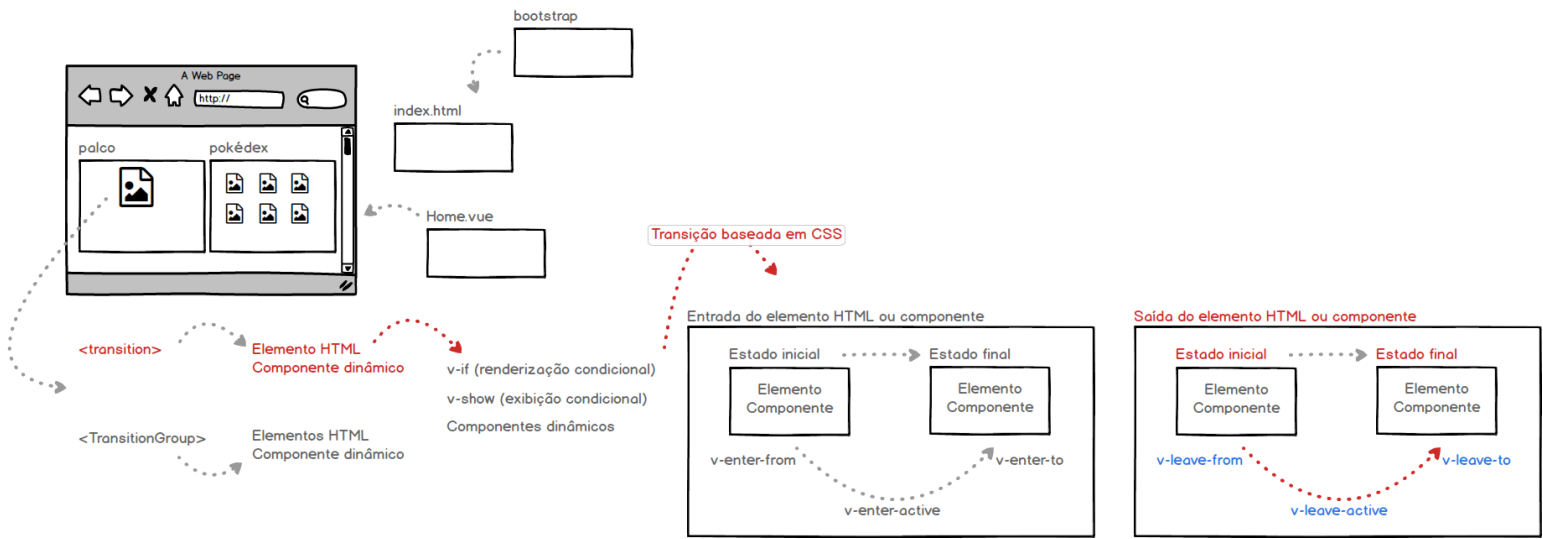 bootstrap
A Web Page
http://
index.html
palco
pokédex
Home.vue
Transição baseada em CSS
<transition>
Elemento HTML
Componente dinâmico
v-if (renderização condicional)
v-show (exibição condicional)
Componentes dinâmicos
<TransitionGroup>
Elementos HTML
Componente dinâmico
Entrada do elemento HTML ou componente
Estado inicial
Estado final
Elemento
Componente
Elemento
Componente
v-enter-from
v-enter-to
v-enter-active
Saída do elemento HTML ou componente
Estado inicial
Estado final
Elemento
Componente
Elemento
Componente
v-leave-from
v-leave-to
v-leave-active